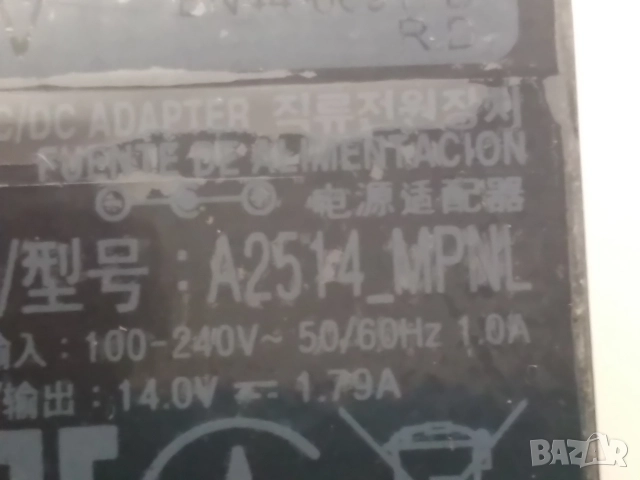 R.D
C/DC ADAPTER 직류전원장치
FUENTE DE ALIMENTACION
电源适配器
/型号 : A2514_MPNL
输入 : 100-240V~ 50/60Hz 1.0A
输出 : 14.0V ⎓ 1.79A
BAZAR